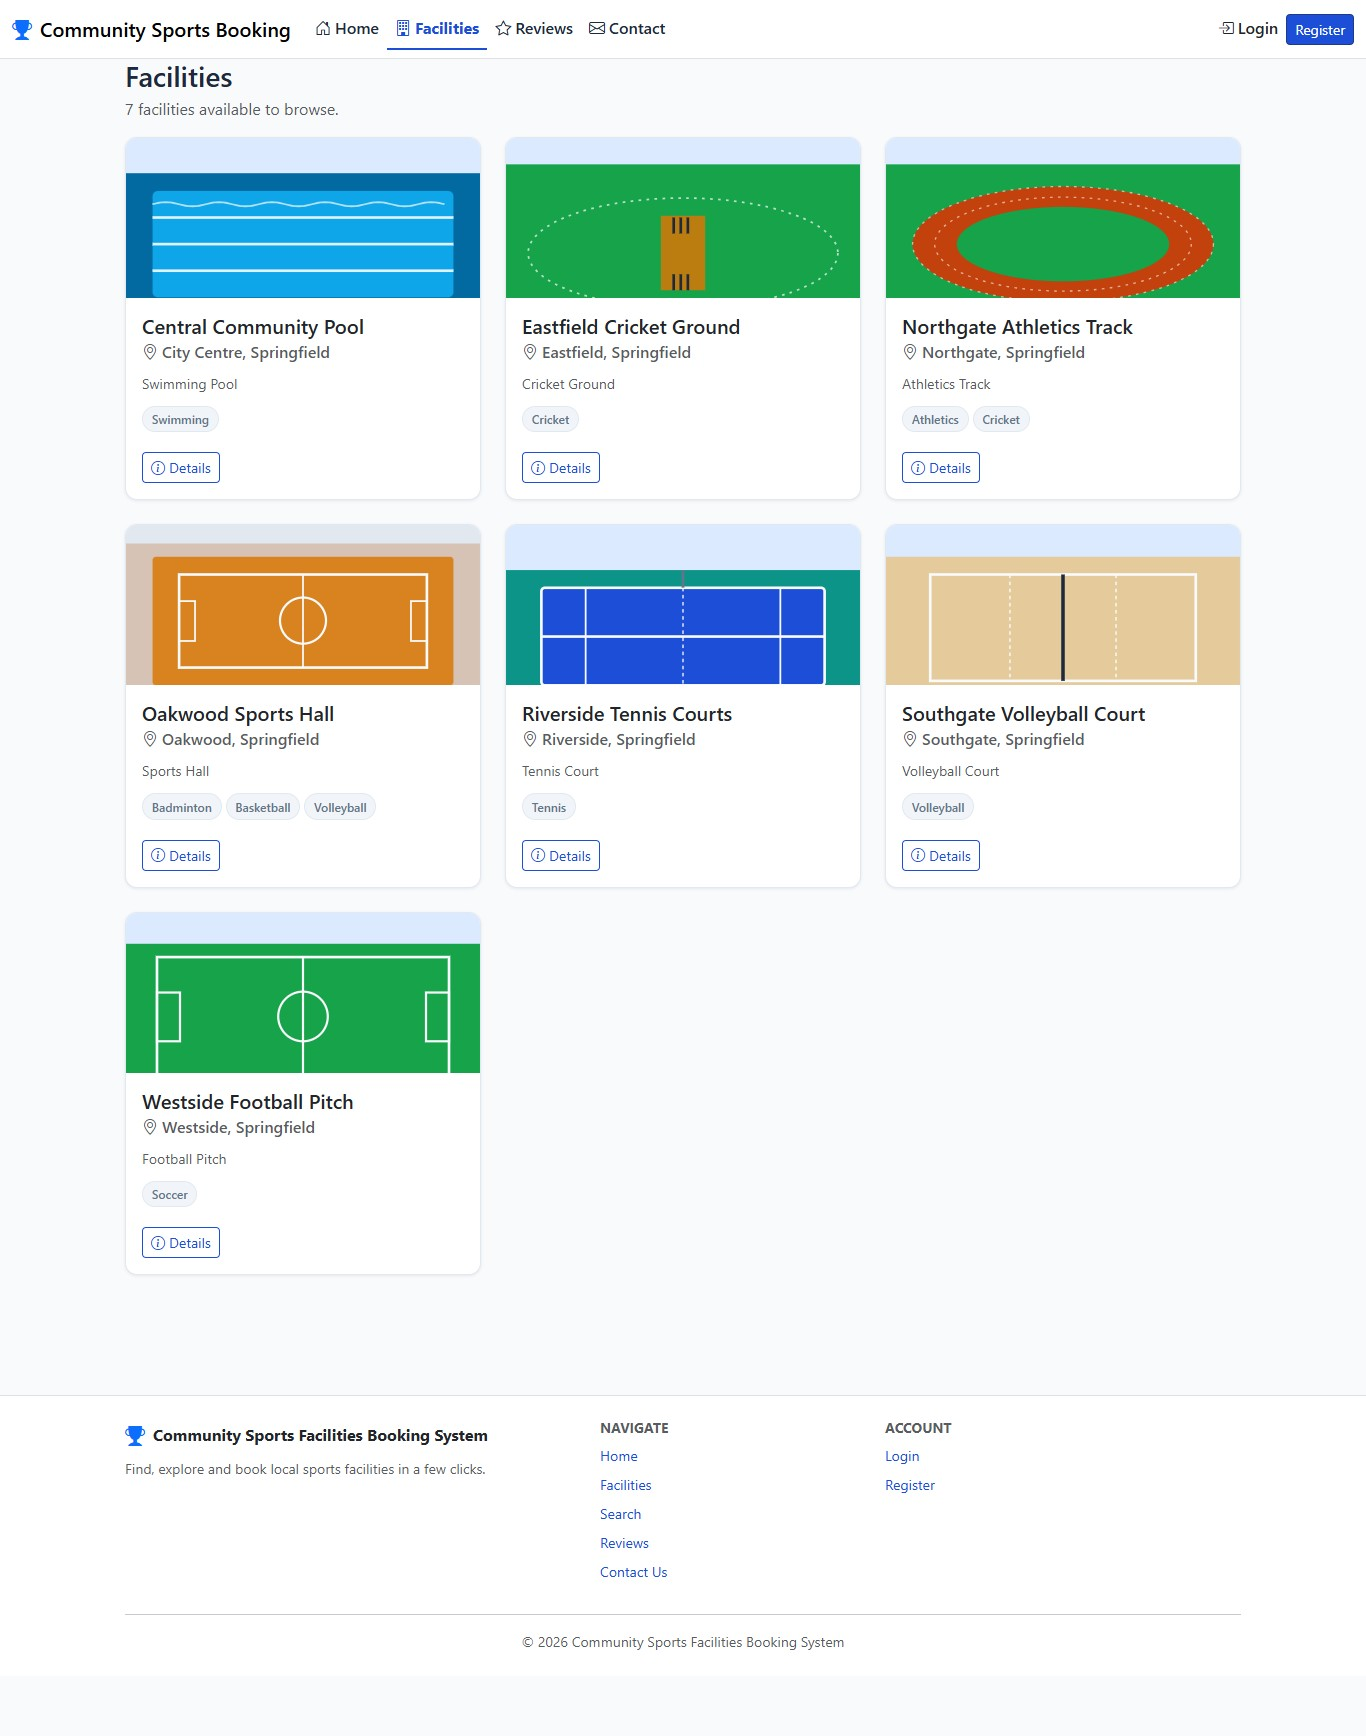 Community Sports Booking
Home
Facilities
Reviews
Contact
Login
Register
Facilities
7 facilities available to browse.
Central Community Pool
City Centre, Springfield
Swimming Pool
Swimming
Details
Eastfield Cricket Ground
Eastfield, Springfield
Cricket Ground
Cricket
Details
Northgate Athletics Track
Northgate, Springfield
Athletics Track
Athletics Cricket
Details
Oakwood Sports Hall
Oakwood, Springfield
Sports Hall
Badminton Basketball Volleyball
Details
Riverside Tennis Courts
Riverside, Springfield
Tennis Court
Tennis
Details
Southgate Volleyball Court
Southgate, Springfield
Volleyball Court
Volleyball
Details
Westside Football Pitch
Westside, Springfield
Football Pitch
Soccer
Details
Community Sports Facilities Booking System
Find, explore and book local sports facilities in a few clicks.
NAVIGATE
Home
Facilities
Search
Reviews
Contact Us
ACCOUNT
Login
Register
© 2026 Community Sports Facilities Booking System